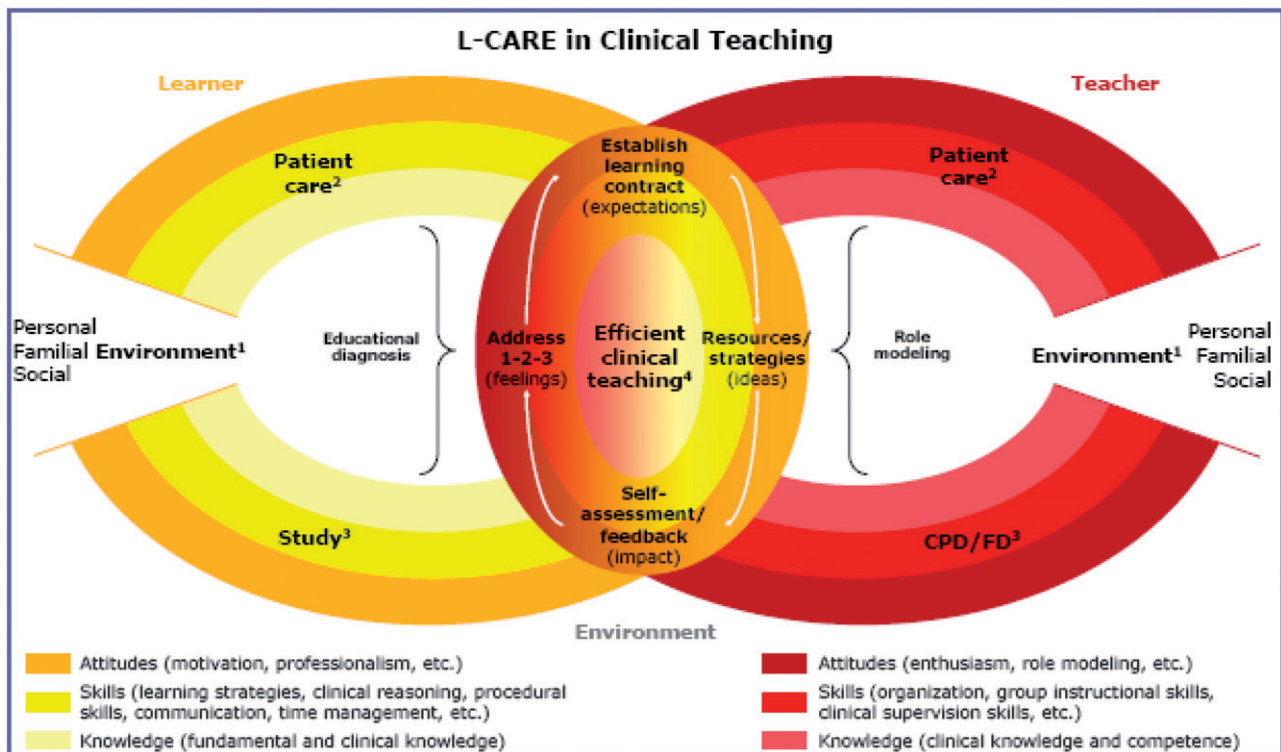 L-CARE in Clinical Teaching
Learner
Teacher
Patient
care²
Establish
learning
contract
(expectations)
Patient
care²
Personal
Familial Environment¹
Social
Educational
diagnosis
Address
1-2-3
(feelings)
Efficient
clinical
teaching⁴
Resources/
strategies
(ideas)
Role
modeling
Environment¹
Personal
Familial
Social
Study³
Self-
assessment/
feedback
(impact)
CPD/FD³
Environment
Attitudes (motivation, professionalism, etc.)
Skills (learning strategies, clinical reasoning, procedural
skills, communication, time management, etc.)
Knowledge (fundamental and clinical knowledge)
Attitudes (enthusiasm, role modeling, etc.)
Skills (organization, group instructional skills,
clinical supervision skills, etc.)
Knowledge (clinical knowledge and competence)